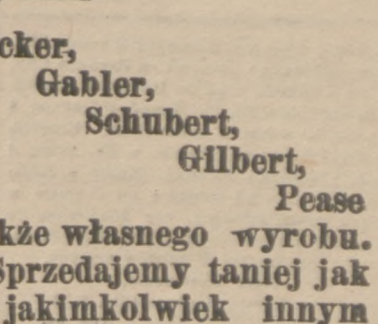 cker,
Gabler,
Schubert,
Gilbert,
Pease
kże własnego wyrobu.
Sprzedajemy taniej jak
jakimkolwiek innym